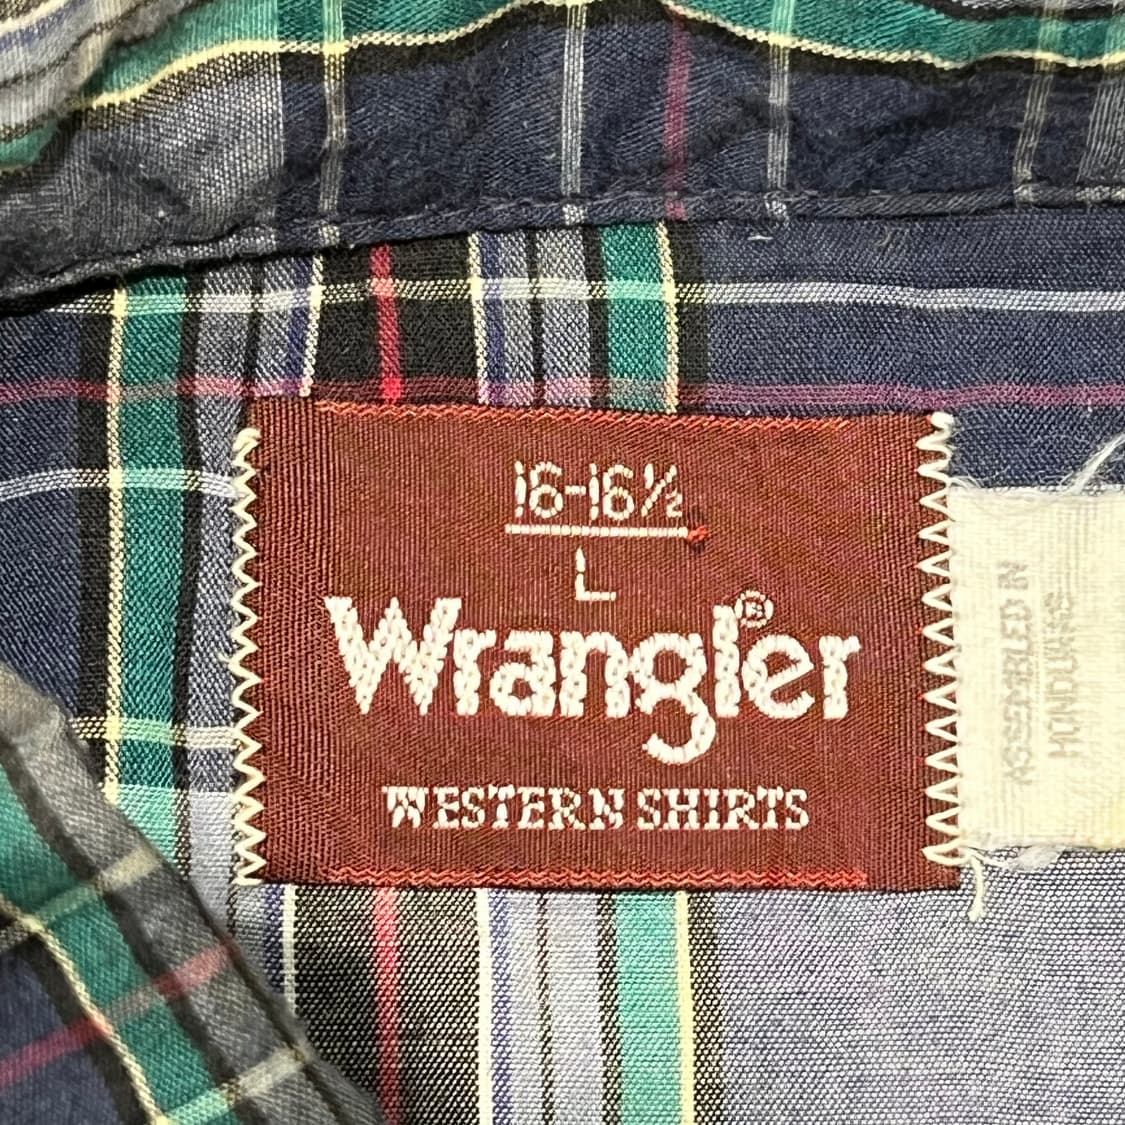 16-16½
L
Wrangler®
WESTERN SHIRTS
ASSEMBLED IN
HONDURAS